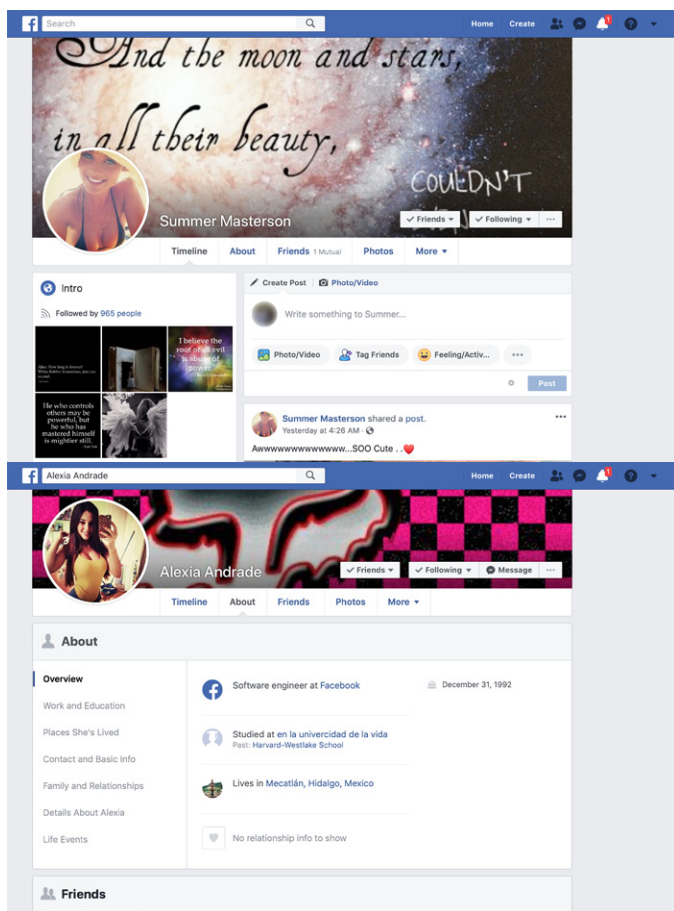 Search
Home Create 1
And the moon and stars,
in all their beauty,
COULDN'T
EVEN
Summer Masterson
Friends Following
Timeline About Friends 1 Mutual Photos More
Intro
Followed by 965 people
I believe the
root of all evil
is abuse of
power.
He who controls
others may be
powerful, but
he who has
mastered himself
is mightier still.
Create Post Photo/Video
Write something to Summer...
Photo/Video Tag Friends Feeling/Activ...
Post
Summer Masterson shared a post.
Yesterday at 4:26 AM ·
Awwwwwwwwwwwww...SOO Cute . .
Alexia Andrade
Home Create 1
Alexia Andrade
Friends Following Message
Timeline About Friends Photos More
About
Overview
Work and Education
Places She's Lived
Contact and Basic Info
Family and Relationships
Details About Alexia
Life Events
Software engineer at Facebook
December 31, 1992
Studied at en la univercidad de la vida
Past: Harvard-Westlake School
Lives in Mecatlán, Hidalgo, Mexico
No relationship info to show
Friends